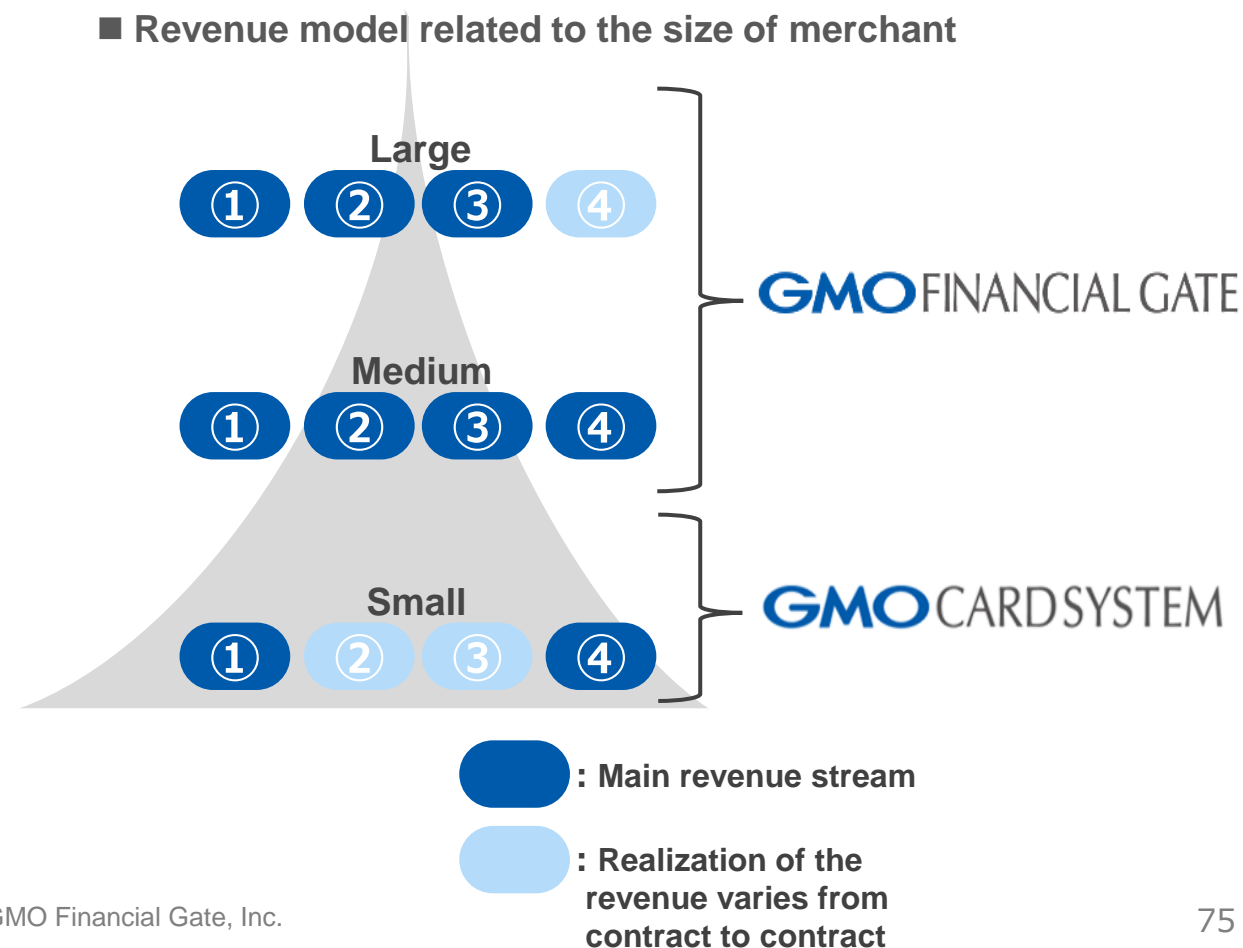 ■ Revenue model related to the size of merchant
Large
① ② ③ ④
GMO FINANCIAL GATE
Medium
① ② ③ ④
Small
① ② ③ ④
GMO CARDSYSTEM
: Main revenue stream
: Realization of the
revenue varies from
contract to contract
GMO Financial Gate, Inc.
75